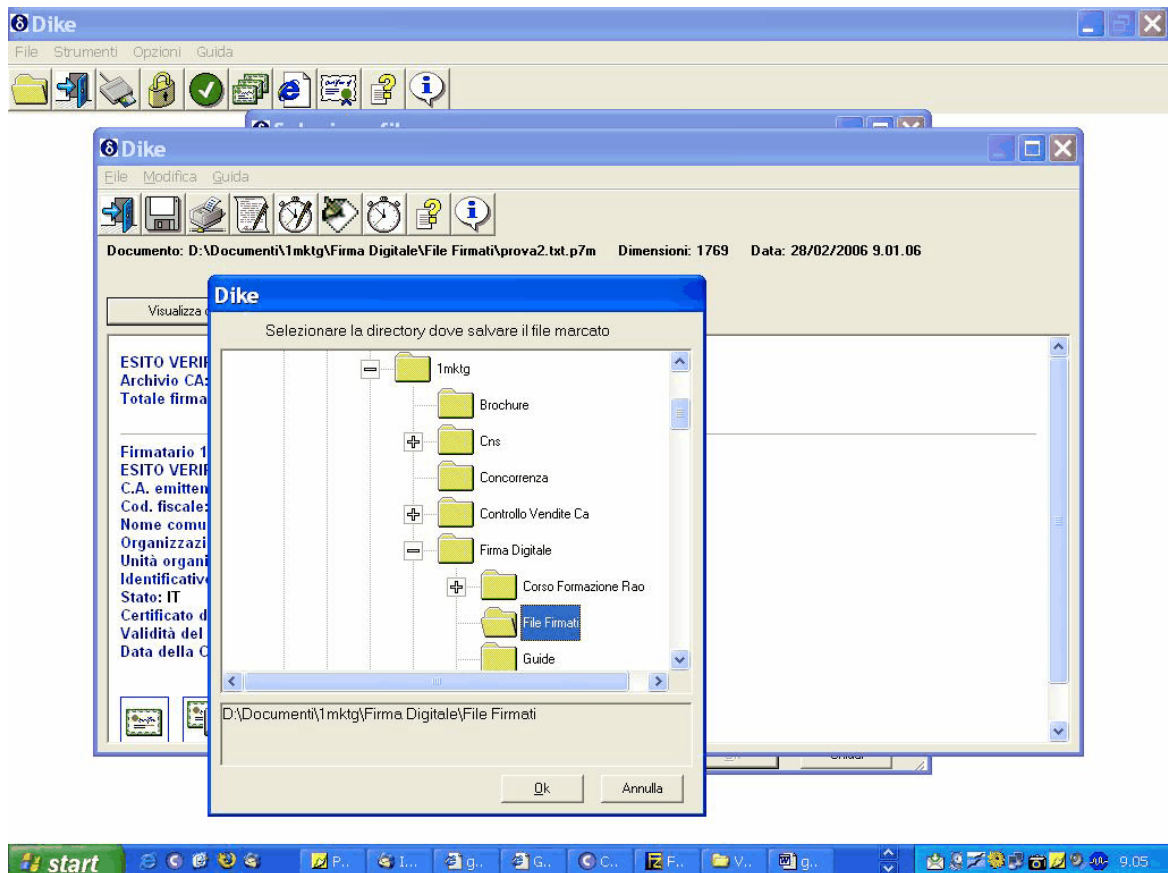 Dike
File Strumenti Opzioni Guida
Dike
File Modifica Guida
Documento: D:\Documenti\1mktg\Firma Digitale\File Firmati\prova2.txt.p7m Dimensioni: 1769 Data: 28/02/2006 9.01.06
Visualizza
Dike
Selezionare la directory dove salvare il file marcato
1mktg
Brochure
Cns
Concorrenza
Controllo Vendite Ca
Firma Digitale
Corso Formazione Rao
File Firmati
Guide
D:\Documenti\1mktg\Firma Digitale\File Firmati
Ok Annulla
ESITO VERIF
Archivio CA:
Totale firma
Firmatario 1
ESITO VERIF
C.A. emitten
Cod. fiscale:
Nome comu
Organizzazi
Unità organi
Identificativ
Stato: IT
Certificato d
Validità del
Data della C
start P.. I... g.. G.. C.. F.. V.. g.. 9.05